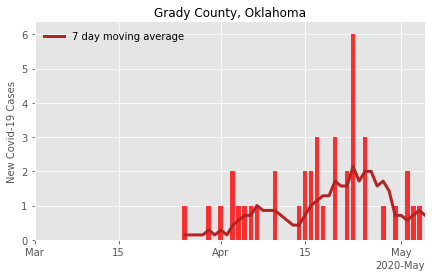 Grady County, Oklahoma
7 day moving average
New Covid-19 Cases
6
5
4
3
2
1
0
Mar 15 Apr 15 May
2020-May